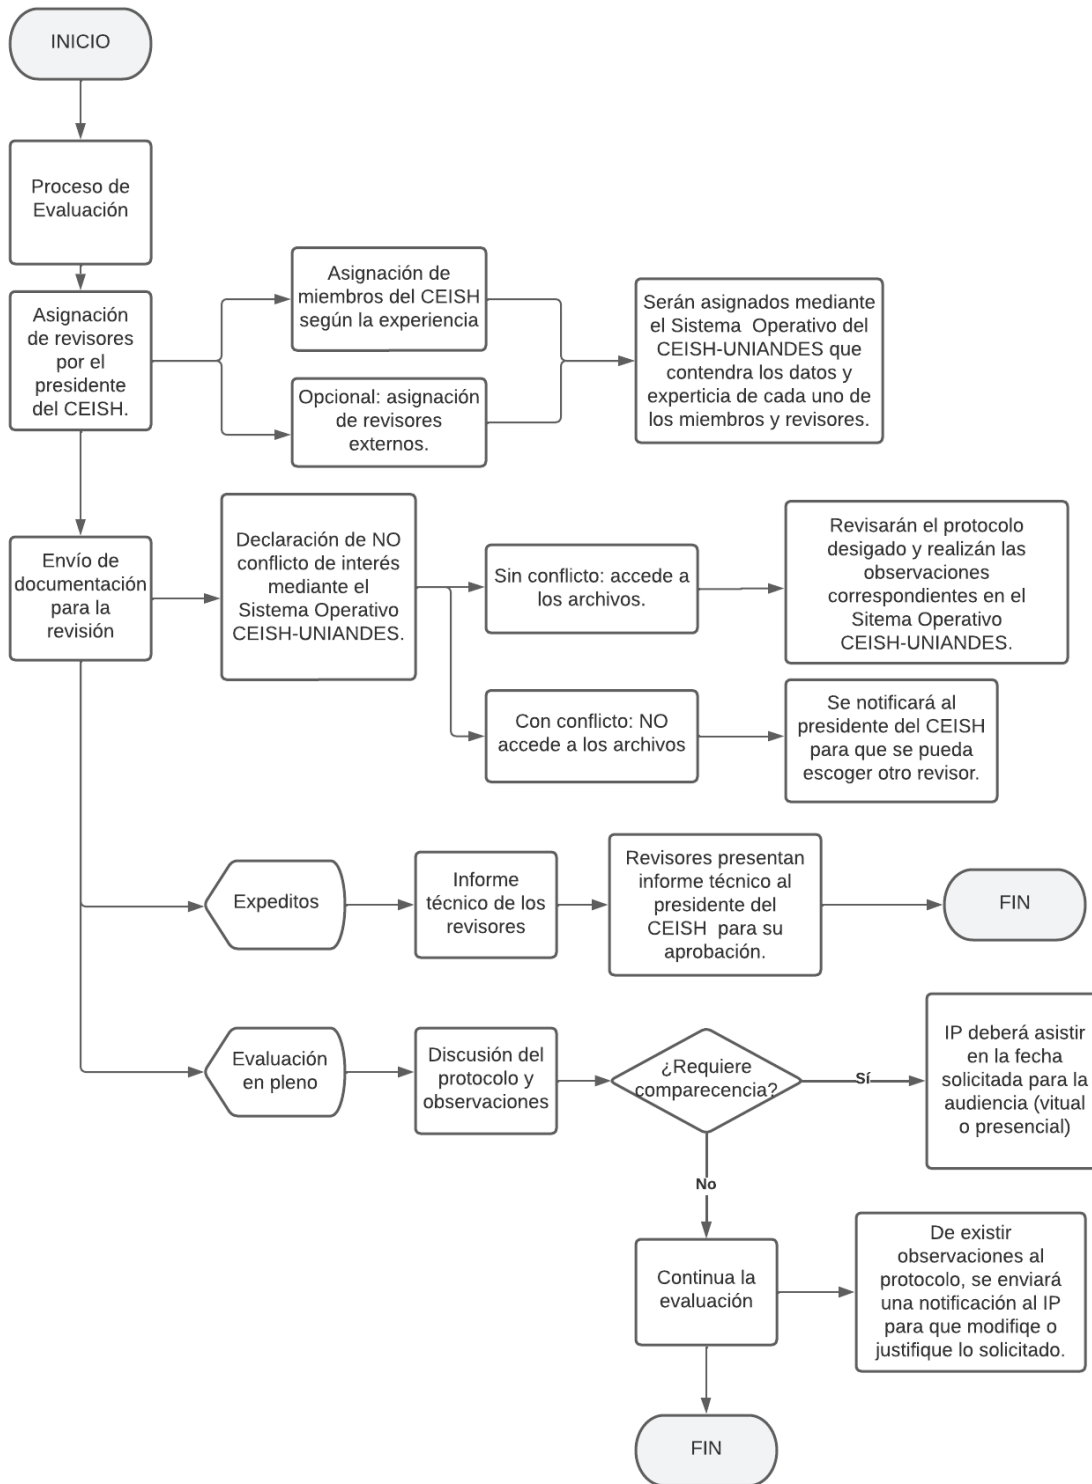 INICIO
Proceso de
Evaluación
Asignación
de revisores
por el
presidente
del CEISH.
Asignación de
miembros del CEISH
según la experiencia
Opcional: asignación
de revisores
externos.
Serán asignados mediante
el Sistema Operativo del
CEISH-UNIANDES que
contendra los datos y
experticia de cada uno de
los miembros y revisores.
Envío de
documentación
para la
revisión
Declaración de NO
conflicto de interés
mediante el
Sistema Operativo
CEISH-UNIANDES.
Sin conflicto: accede a
los archivos.
Revisarán el protocolo
desigado y realizán las
observaciones
correspondientes en el
Sitema Operativo
CEISH-UNIANDES.
Con conflicto: NO
accede a los archivos
Se notificará al
presidente del CEISH
para que se pueda
escoger otro revisor.
Expeditos
Informe
técnico de los
revisores
Revisores presentan
informe técnico al
presidente del
CEISH para su
aprobación.
FIN
Evaluación
en pleno
Discusión del
protocolo y
observaciones
¿Requiere
comparecencia?
Sí
IP deberá asistir
en la fecha
solicitada para la
audiencia (vitual
o presencial)
No
Continua la
evaluación
De existir
observaciones al
protocolo, se enviará
una notificación al IP
para que modifiqe o
justifique lo solicitado.
FIN